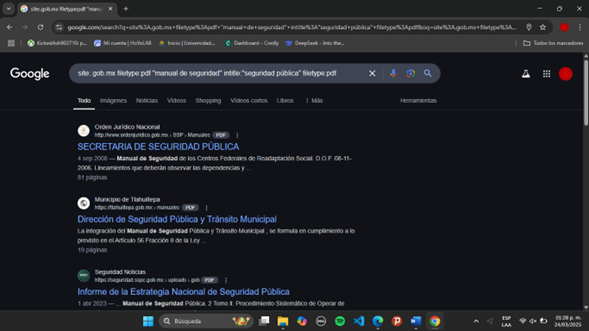 site:.gob.mx filetype:pdf "manu
google.com/search?q=site%3A.gob.mx+filetype%3Apdf+"manual+de+seguridad"+intitle%3A"seguridad+pública"+filetype%3Apdf&oq=site%3A.gob.mx+filetype%3A...
Mi cuenta | HolaLAB
Inicio | Universidad...
Dashboard - Credly
DeepSeek - Into the...
Todos los marcadores
Google
site:.gob.mx filetype:pdf "manual de seguridad" intitle:"seguridad pública" filetype:pdf
Todo Imágenes Noticias Videos Shopping Videos cortos Libros Más Herramientas
Orden Jurídico Nacional
http://www.ordenjuridico.gob.mx › SSP › Manuales PDF
SECRETARIA DE SEGURIDAD PÚBLICA
4 sep 2008 — Manual de Seguridad de los Centros Federales de Readaptación Social. D.O.F. 08-11-
2006. Lineamientos que deberán observar las dependencias y ...
61 páginas
Municipio de Tlahuiltepa
https://tlahuiltepa.gob.mx › manuales PDF
Dirección de Seguridad Pública y Tránsito Municipal
La integración del Manual de Seguridad Pública y Tránsito Municipal , se formula en cumplimiento a lo
previsto en el Artículo 56 Fracción II de la Ley ...
19 páginas
Seguridad Noticias
https://seguridad.sspc.gob.mx › uploads › gob PDF
Informe de la Estrategia Nacional de Seguridad Pública
1 abr 2023 — ... Manual de Seguridad Pública. 2 Tomo II, Procedimiento Sistemático de Operar de
Búsqueda
ESP
LAA
01:28 p. m.
24/03/2025